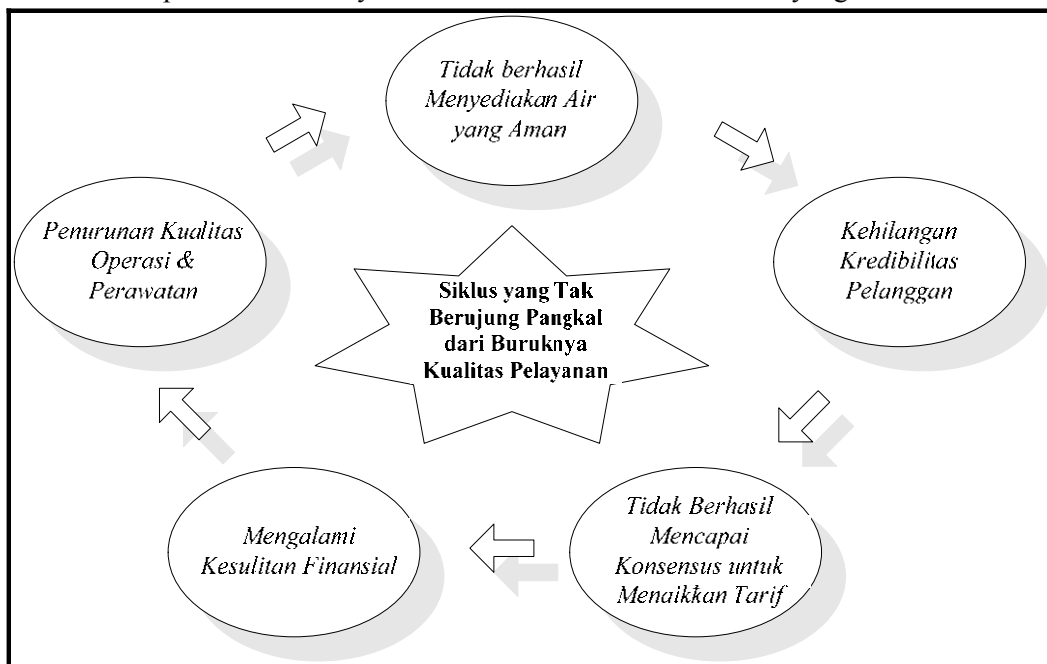 Tidak berhasil
Menyediakan Air
yang Aman
Kehilangan
Kredibilitas
Pelanggan
Tidak Berhasil
Mencapai
Konsensus untuk
Menaikkan Tarif
Mengalami
Kesulitan Finansial
Penurunan Kualitas
Operasi &
Perawatan
Siklus yang Tak
Berujung Pangkal
dari Buruknya
Kualitas Pelayanan